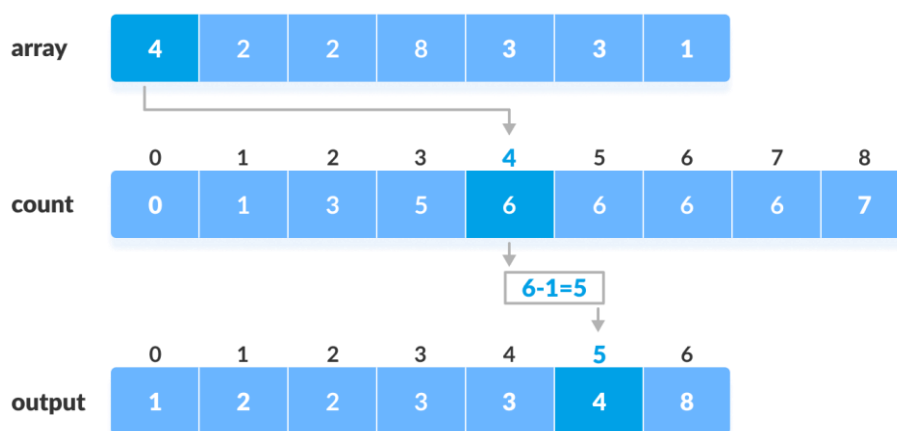 array 4 2 2 8 3 3 1
0 1 2 3 4 5 6 7 8
count 0 1 3 5 6 6 6 6 7
6-1=5
0 1 2 3 4 5 6
output 1 2 2 3 3 4 8